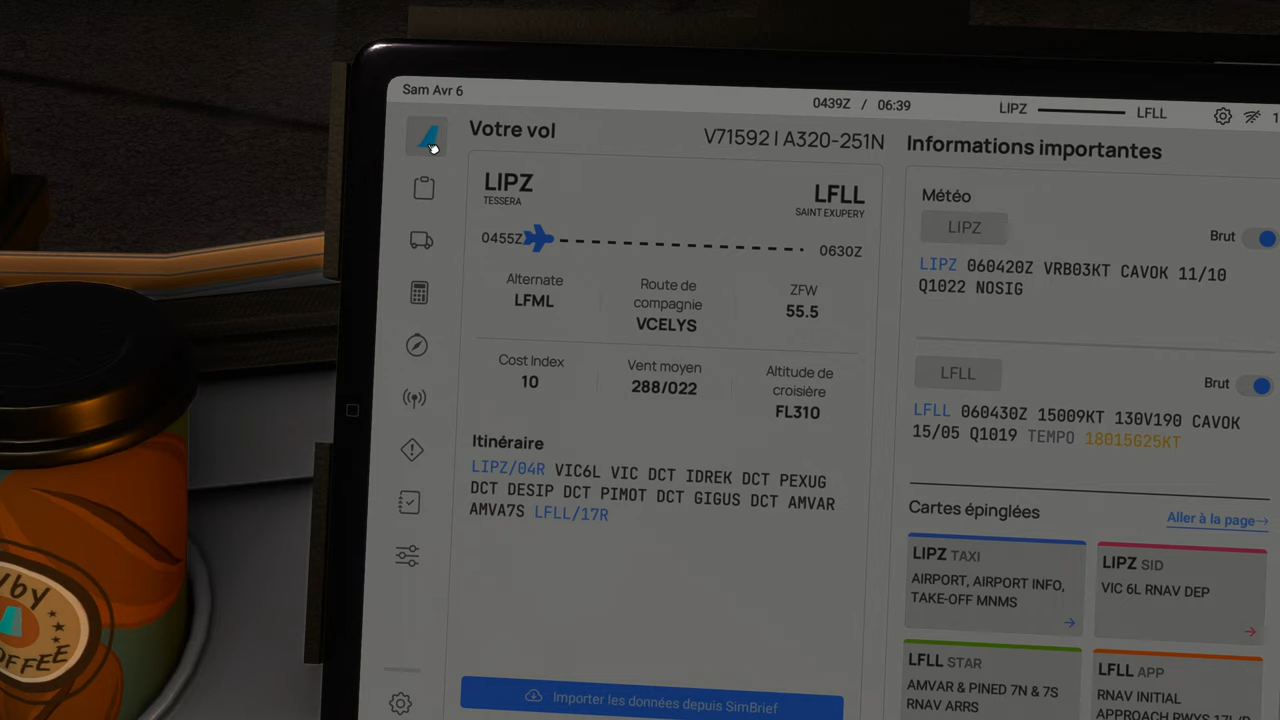 Sam Avr 6
0439Z / 06:39
LIPZ
LFLL
Votre vol
V71592 | A320-251N
LIPZ
TESSERA
LFLL
SAINT EXUPERY
0455Z
0630Z
Alternate
LFML
Route de
compagnie
VCELYS
ZFW
55.5
Cost Index
10
Vent moyen
288/022
Altitude de
croisière
FL310
Itinéraire
LIPZ/04R VIC6L VIC DCT IDREK DCT PEXUG
DCT DESIP DCT PIMOT DCT GIGUS DCT AMVAR
AMVA7S LFLL/17R
Importer les données depuis SimBrief
Informations importantes
Météo
LIPZ
Brut
LIPZ 060420Z VRB03KT CAVOK 11/10
Q1022 NOSIG
LFLL
Brut
LFLL 060430Z 15009KT 130V190 CAVOK
15/05 Q1019 TEMPO 18015G25KT
Cartes épinglées
Aller à la page
LIPZ TAXI
AIRPORT, AIRPORT INFO,
TAKE-OFF MNMS
LIPZ SID
VIC 6L RNAV DEP
LFLL STAR
AMVAR & PINED 7N & 7S
RNAV ARRS
LFLL APP
RNAV INITIAL
APPROACH RWYS